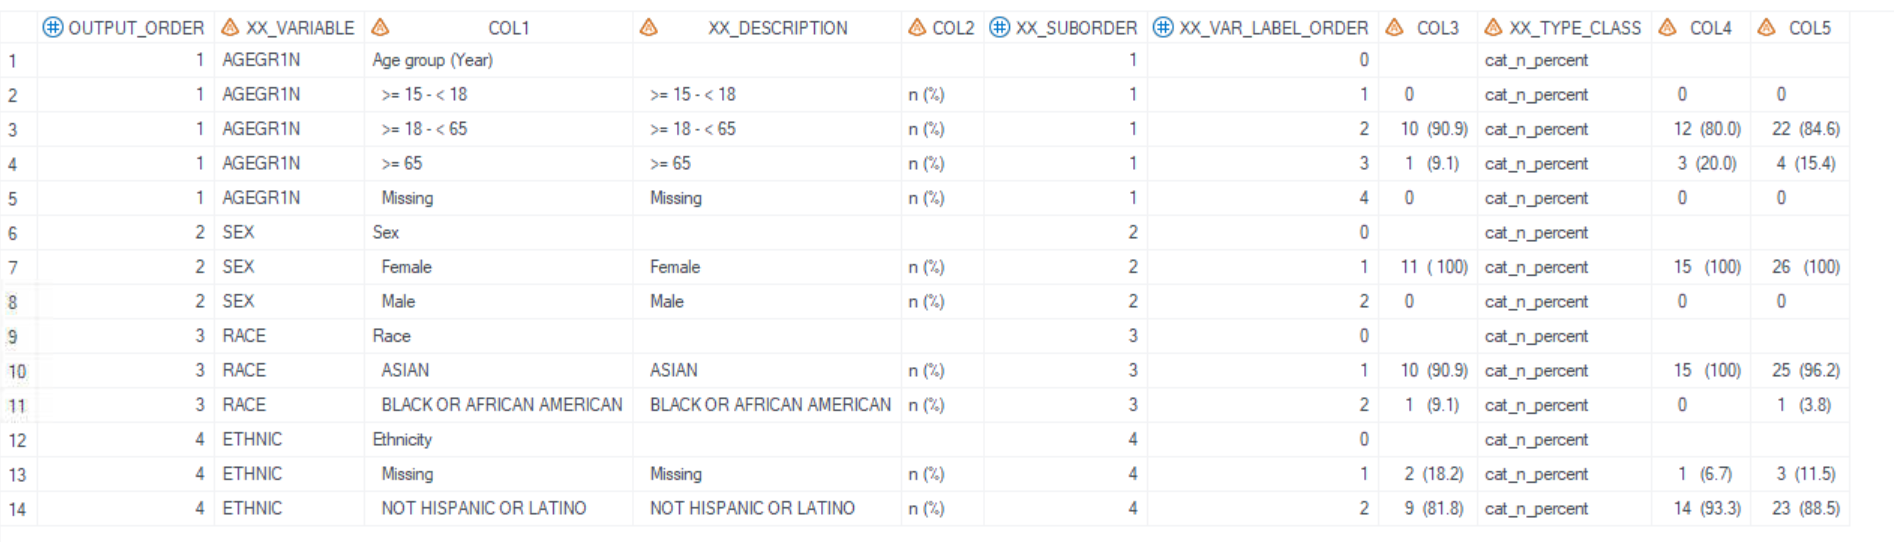 OUTPUT_ORDER XX_VARIABLE COL1 XX_DESCRIPTION COL2 XX_SUBORDER XX_VAR_LABEL_ORDER COL3 XX_TYPE_CLASS COL4 COL5
1 1 AGEGR1N Age group (Year) 1 0 cat_n_percent
2 1 AGEGR1N >= 15 - < 18 >= 15 - < 18 n (%) 1 1 0 cat_n_percent 0 0
3 1 AGEGR1N >= 18 - < 65 >= 18 - < 65 n (%) 1 2 10 (90.9) cat_n_percent 12 (80.0) 22 (84.6)
4 1 AGEGR1N >= 65 >= 65 n (%) 1 3 1 (9.1) cat_n_percent 3 (20.0) 4 (15.4)
5 1 AGEGR1N Missing Missing n (%) 1 4 0 cat_n_percent 0 0
6 2 SEX Sex 2 0 cat_n_percent
7 2 SEX Female Female n (%) 2 1 11 ( 100) cat_n_percent 15 (100) 26 (100)
8 2 SEX Male Male n (%) 2 2 0 cat_n_percent 0 0
9 3 RACE Race 3 0 cat_n_percent
10 3 RACE ASIAN ASIAN n (%) 3 1 10 (90.9) cat_n_percent 15 (100) 25 (96.2)
11 3 RACE BLACK OR AFRICAN AMERICAN BLACK OR AFRICAN AMERICAN n (%) 3 2 1 (9.1) cat_n_percent 0 1 (3.8)
12 4 ETHNIC Ethnicity 4 0 cat_n_percent
13 4 ETHNIC Missing Missing n (%) 4 1 2 (18.2) cat_n_percent 1 (6.7) 3 (11.5)
14 4 ETHNIC NOT HISPANIC OR LATINO NOT HISPANIC OR LATINO n (%) 4 2 9 (81.8) cat_n_percent 14 (93.3) 23 (88.5)